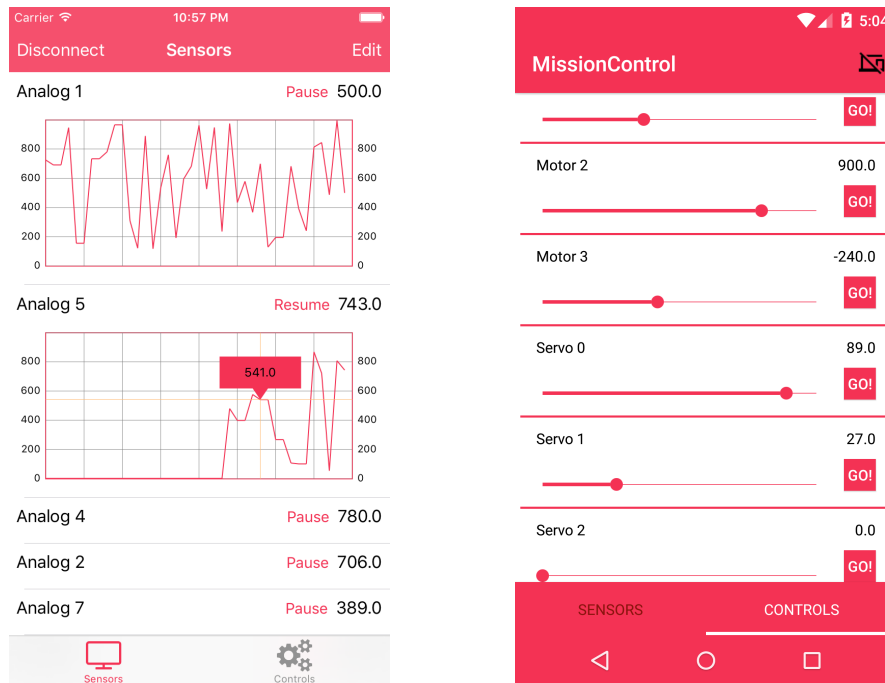 Carrier 10:57 PM
Disconnect Sensors Edit
Analog 1 Pause 500.0
800 800
600 600
400 400
200 200
0 0
Analog 5 Resume 743.0
800 800
541.0
600 600
400 400
200 200
0 0
Analog 4 Pause 780.0
Analog 2 Pause 706.0
Analog 7 Pause 389.0
Sensors Controls
5:04
MissionControl
GO!
Motor 2 900.0
GO!
Motor 3 -240.0
GO!
Servo 0 89.0
GO!
Servo 1 27.0
GO!
Servo 2 0.0
GO!
SENSORS CONTROLS